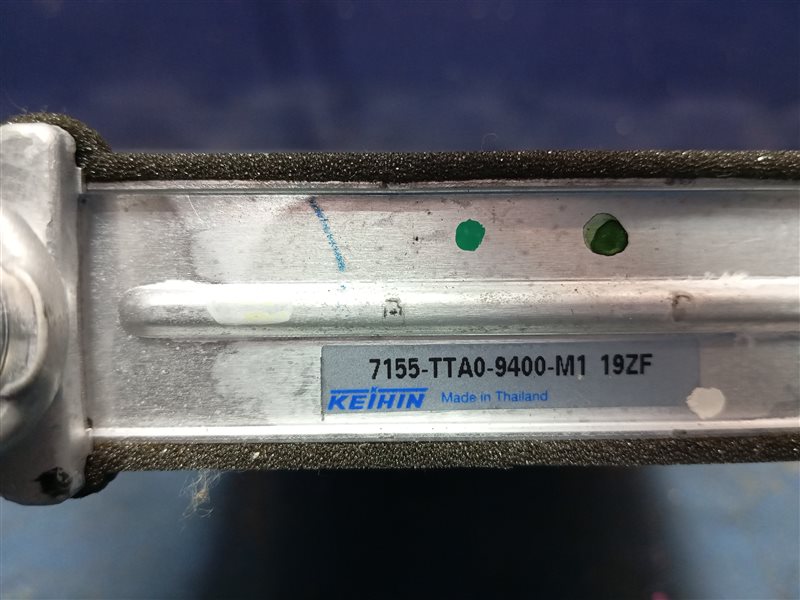 7155-TTA0-9400-M1 19ZF
KEIHIN Made in Thailand